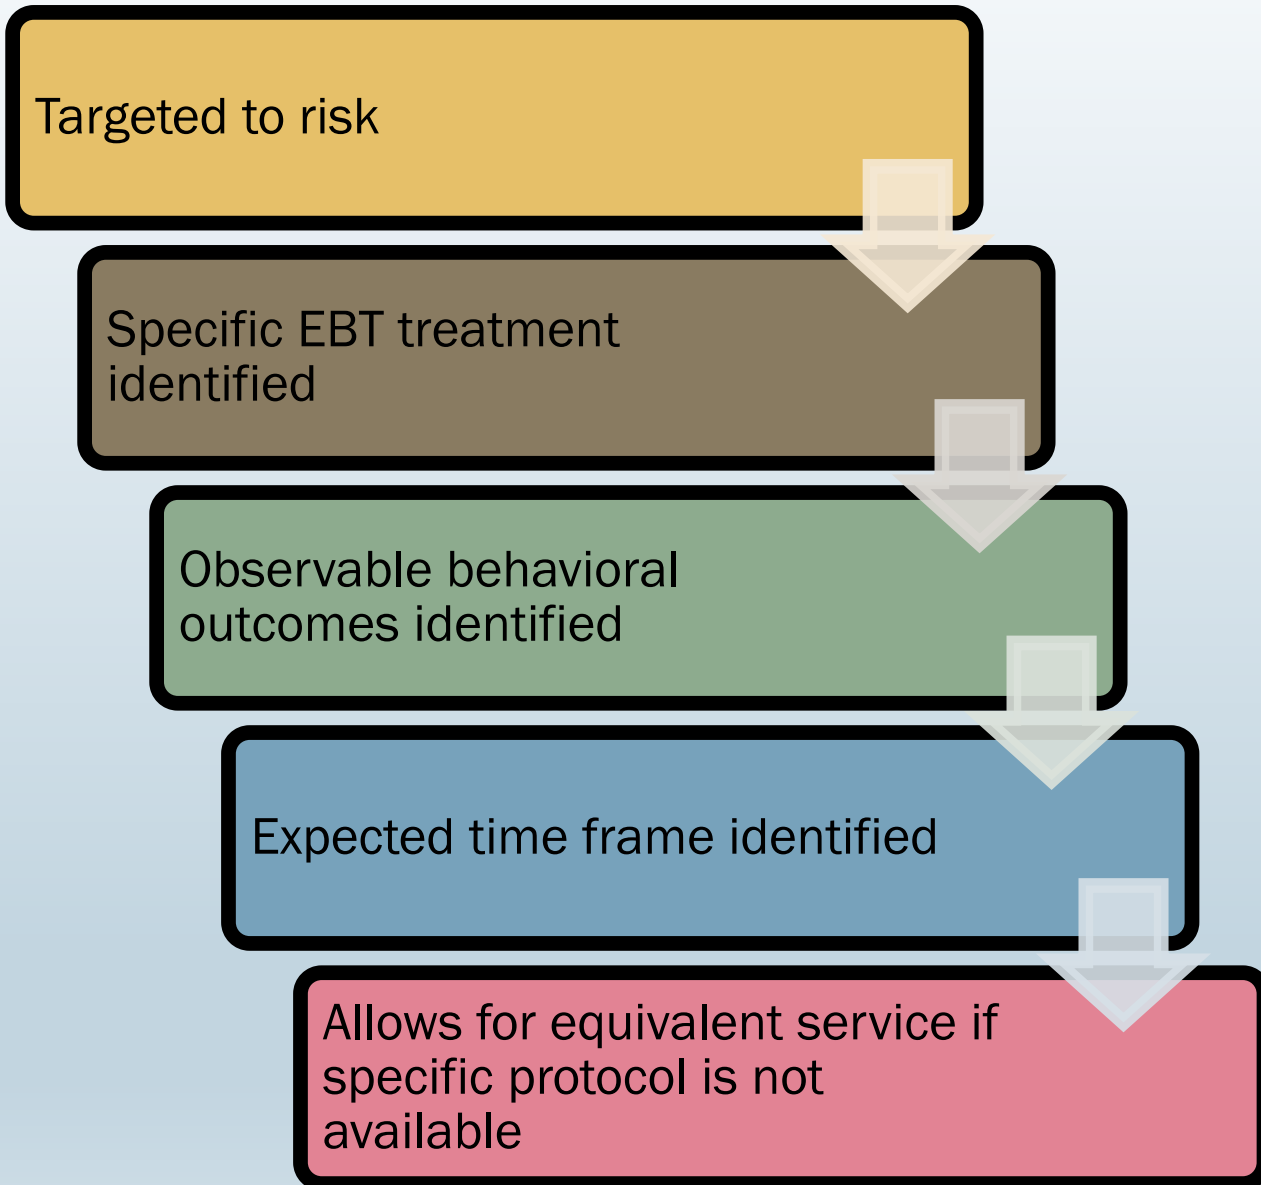 Targeted to risk
Specific EBT treatment
identified
Observable behavioral
outcomes identified
Expected time frame identified
Allows for equivalent service if
specific protocol is not
available